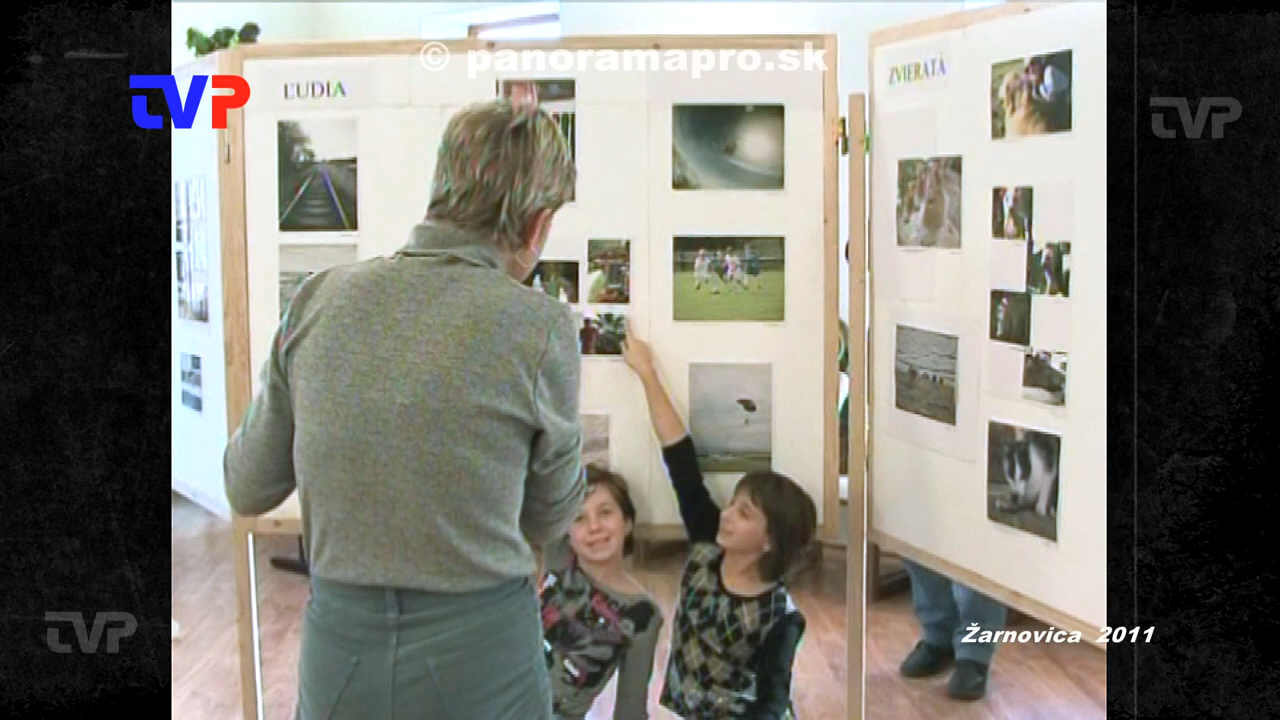 © panoramapro.sk
ĽUDIA
ZVIERATÁ
TVP
TVP
TVP
Žarnovica 2011